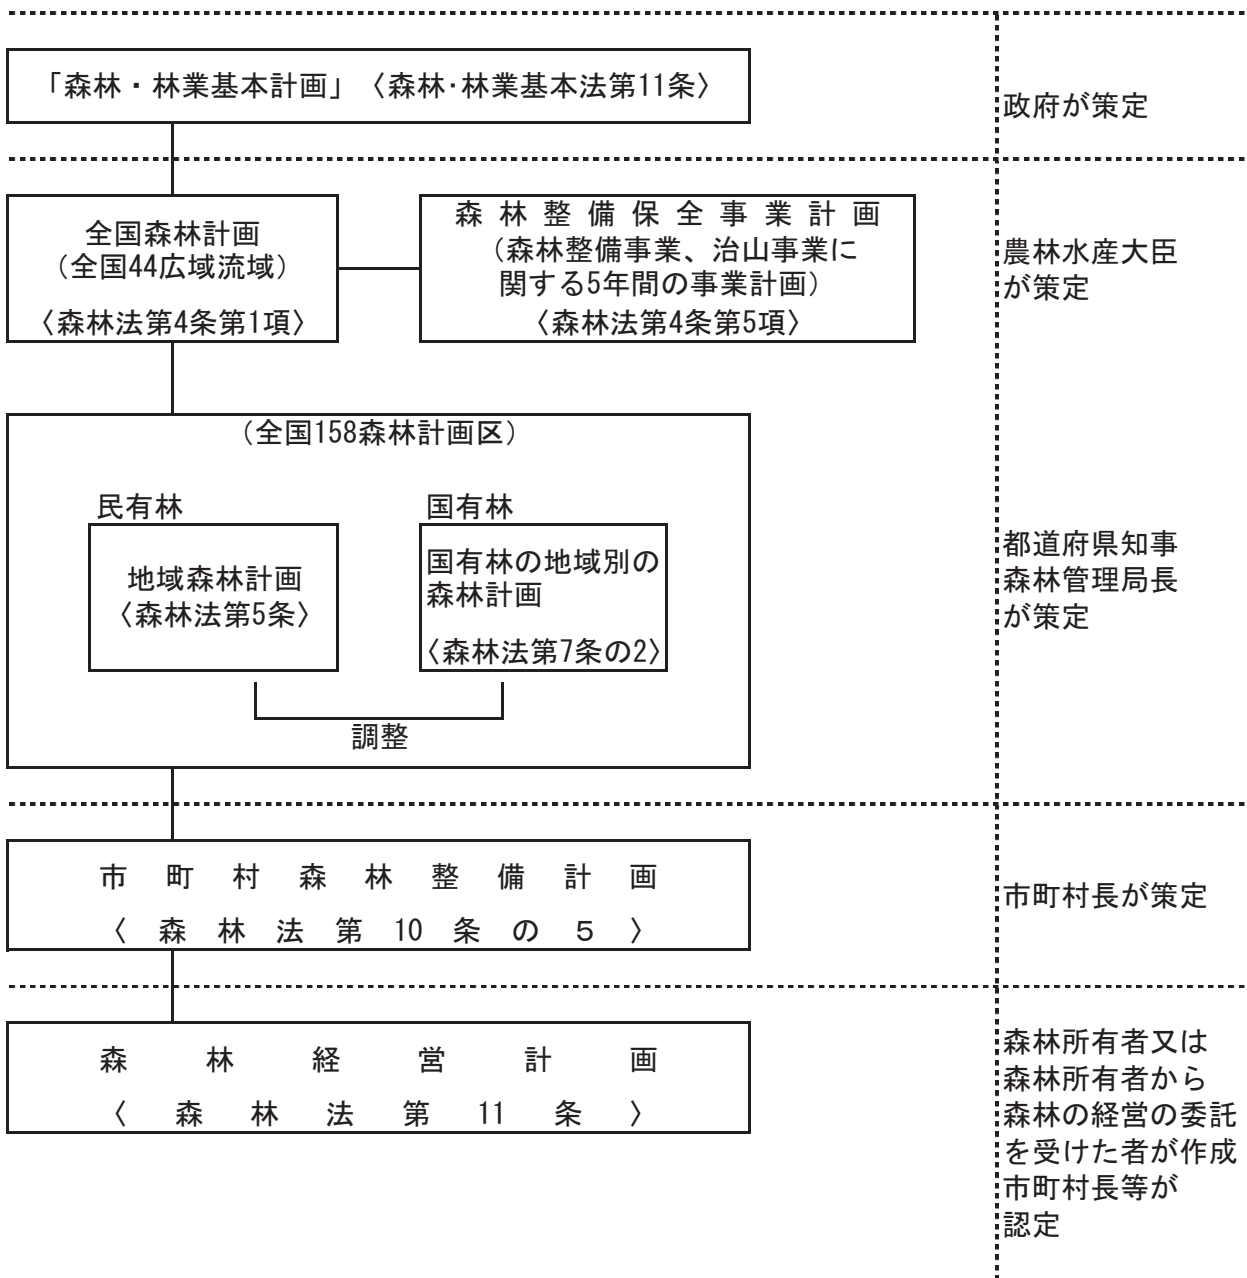 「森林・林業基本計画」〈森林・林業基本法第11条〉
政府が策定
全国森林計画
（全国44広域流域）
〈森林法第4条第1項〉
森林整備保全事業計画
（森林整備事業、治山事業に
関する5年間の事業計画）
〈森林法第4条第5項〉
農林水産大臣
が策定
（全国158森林計画区）
民有林
地域森林計画
〈森林法第5条〉
国有林
国有林の地域別の
森林計画
〈森林法第7条の2〉
調整
都道府県知事
森林管理局長
が策定
市町村森林整備計画
〈森林法第10条の５〉
市町村長が策定
森林経営計画
〈森林法第11条〉
森林所有者又は
森林所有者から
森林の経営の委託
を受けた者が作成
市町村長等が
認定